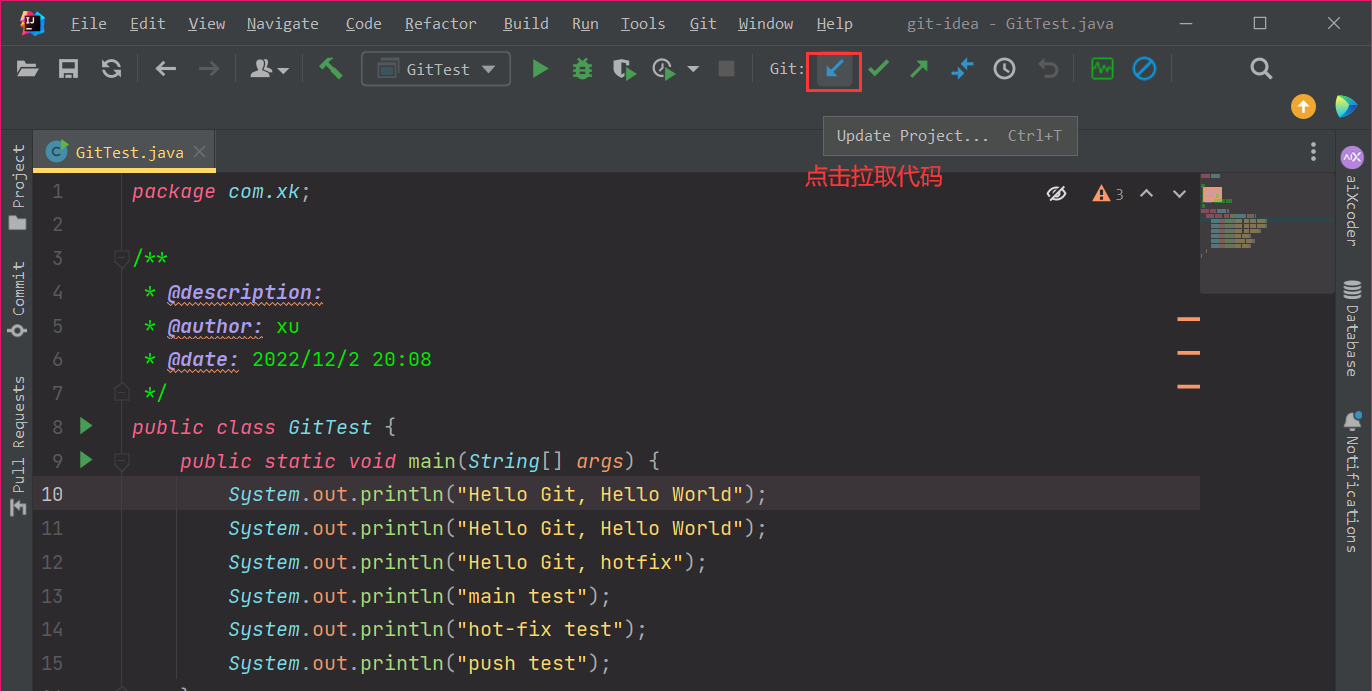 File Edit View Navigate Code Refactor Build Run Tools Git Window Help git-idea - GitTest.java
GitTest Git:
Update Project... Ctrl+T
点击拉取代码
GitTest.java
3
Project
Commit
Pull Requests
aiXcoder
Database
Notifications
1 package com.xk;
2
3 /**
4 * @description:
5 * @author: xu
6 * @date: 2022/12/2 20:08
7 */
8 public class GitTest {
9 public static void main(String[] args) {
10 System.out.println("Hello Git, Hello World");
11 System.out.println("Hello Git, Hello World");
12 System.out.println("Hello Git, hotfix");
13 System.out.println("main test");
14 System.out.println("hot-fix test");
15 System.out.println("push test");